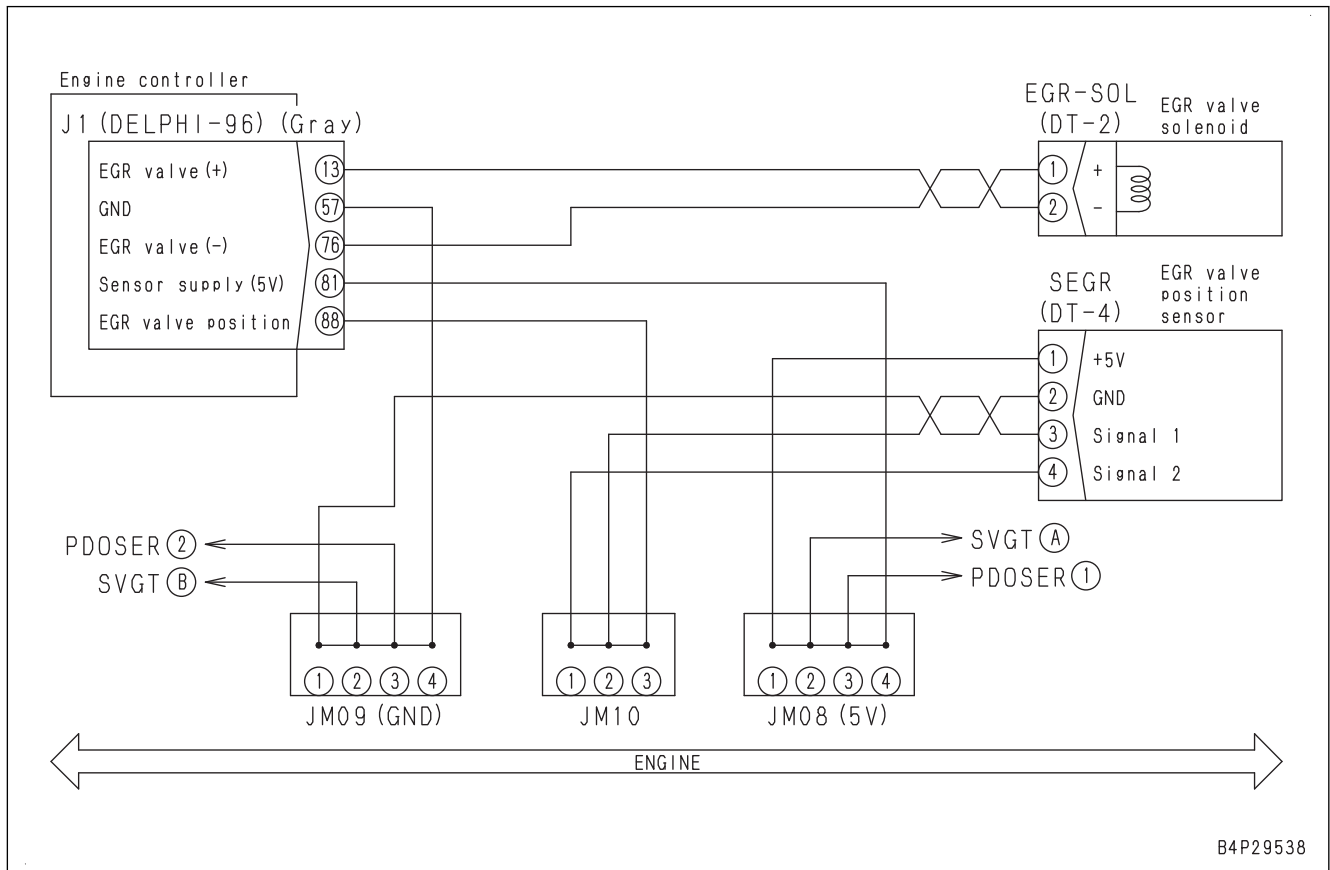 Engine controller
J1 (DELPHI-96) (Gray)
EGR valve (+) 13
GND 57
EGR valve (-) 76
Sensor supply (5V) 81
EGR valve position 88
EGR-SOL
(DT-2)
EGR valve
solenoid
1 +
2 -
SEGR
(DT-4)
EGR valve
position
sensor
1 +5V
2 GND
3 Signal 1
4 Signal 2
PDOSER 2
SVGT B
SVGT A
PDOSER 1
1 2 3 4
JM09 (GND)
1 2 3
JM10
1 2 3 4
JM08 (5V)
ENGINE
B4P29538